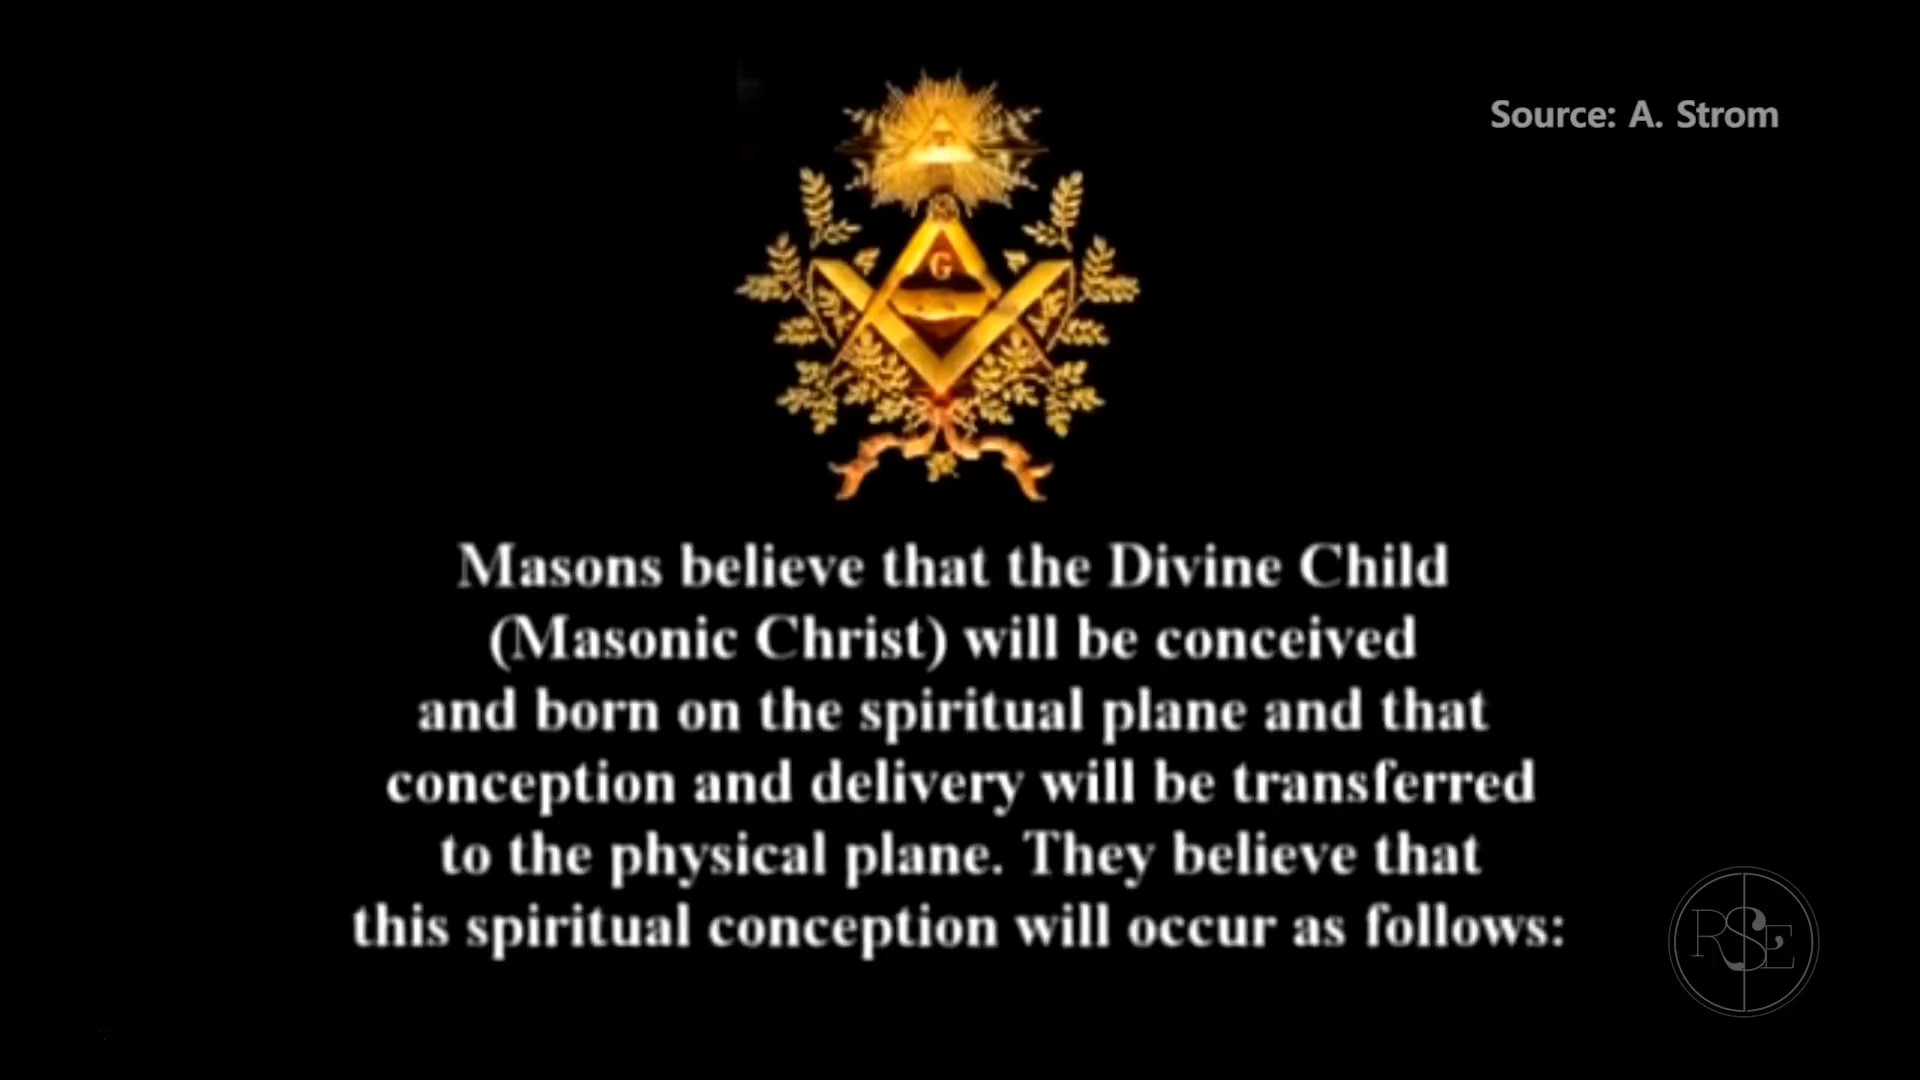 Source: A. Strom
G
Masons believe that the Divine Child
(Masonic Christ) will be conceived
and born on the spiritual plane and that
conception and delivery will be transferred
to the physical plane. They believe that
this spiritual conception will occur as follows:
RSE